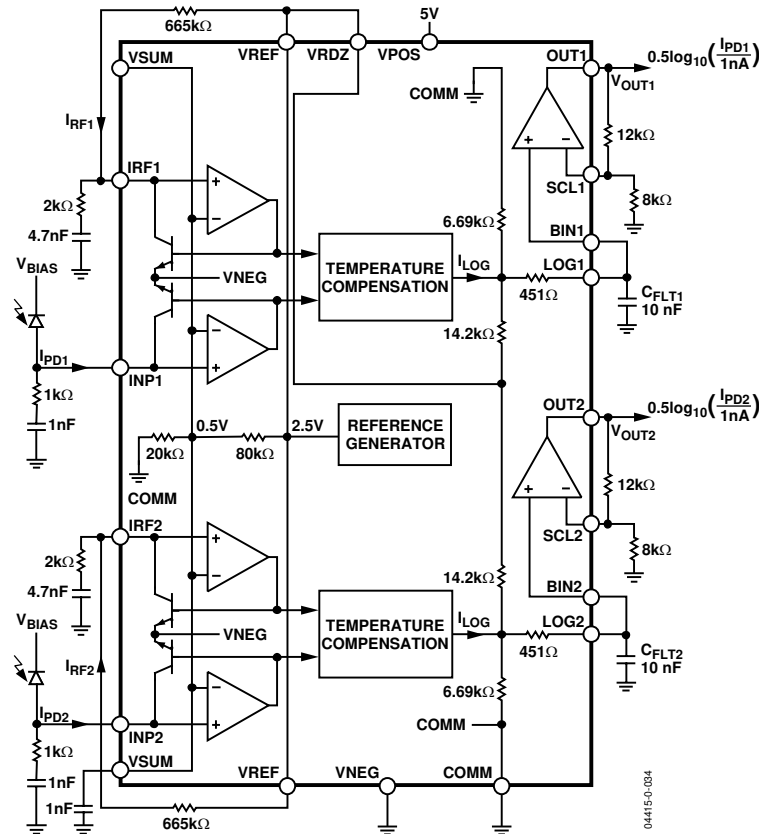 665kΩ
5V
VREF
VRDZ
VPOS
VSUM
OUT1
0.5log10(IPD1/1nA)
VOUT1
COMM
IRF1
12kΩ
IRF1
SCL1
8kΩ
2kΩ
4.7nF
6.69kΩ
BIN1
VBIAS
VNEG
TEMPERATURE
COMPENSATION
ILOG
LOG1
451Ω
CFLT1
10 nF
14.2kΩ
IPD1
INP1
1kΩ
1nF
OUT2
0.5log10(IPD2/1nA)
VOUT2
0.5V
2.5V
REFERENCE
GENERATOR
20kΩ
80kΩ
COMM
12kΩ
IRF2
SCL2
8kΩ
2kΩ
4.7nF
14.2kΩ
BIN2
VBIAS
VNEG
TEMPERATURE
COMPENSATION
ILOG
LOG2
451Ω
CFLT2
10 nF
IRF2
6.69kΩ
IPD2
INP2
COMM
1kΩ
VSUM
1nF
1nF
VREF
VNEG
COMM
665kΩ
04415-0-034
+
−
−
+
+
−
+
−
−
+
+
−